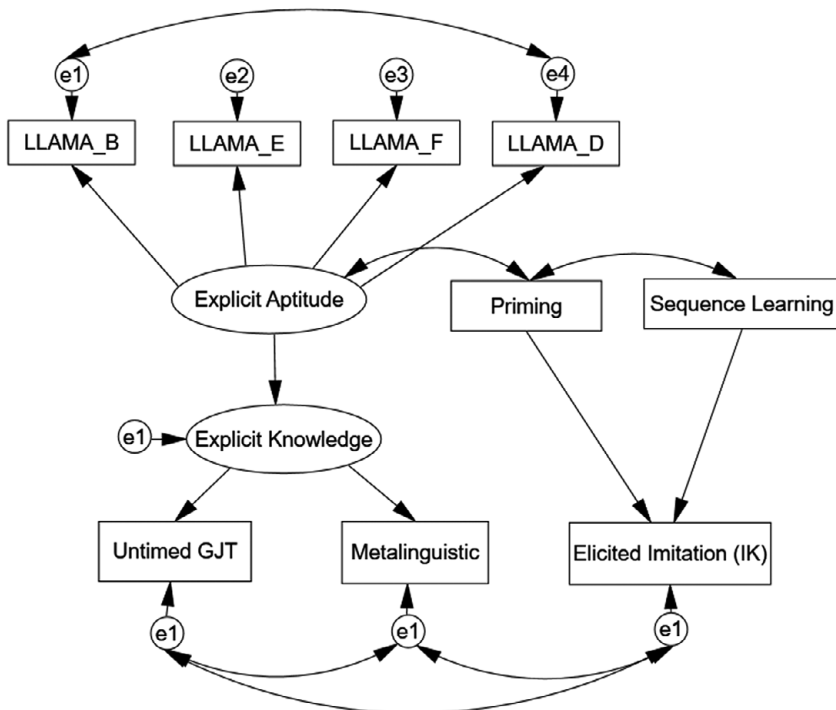 e1
e2
e3
e4
LLAMA_B
LLAMA_E
LLAMA_F
LLAMA_D
Explicit Aptitude
Priming
Sequence Learning
e1
Explicit Knowledge
Untimed GJT
Metalinguistic
Elicited Imitation (IK)
e1
e1
e1